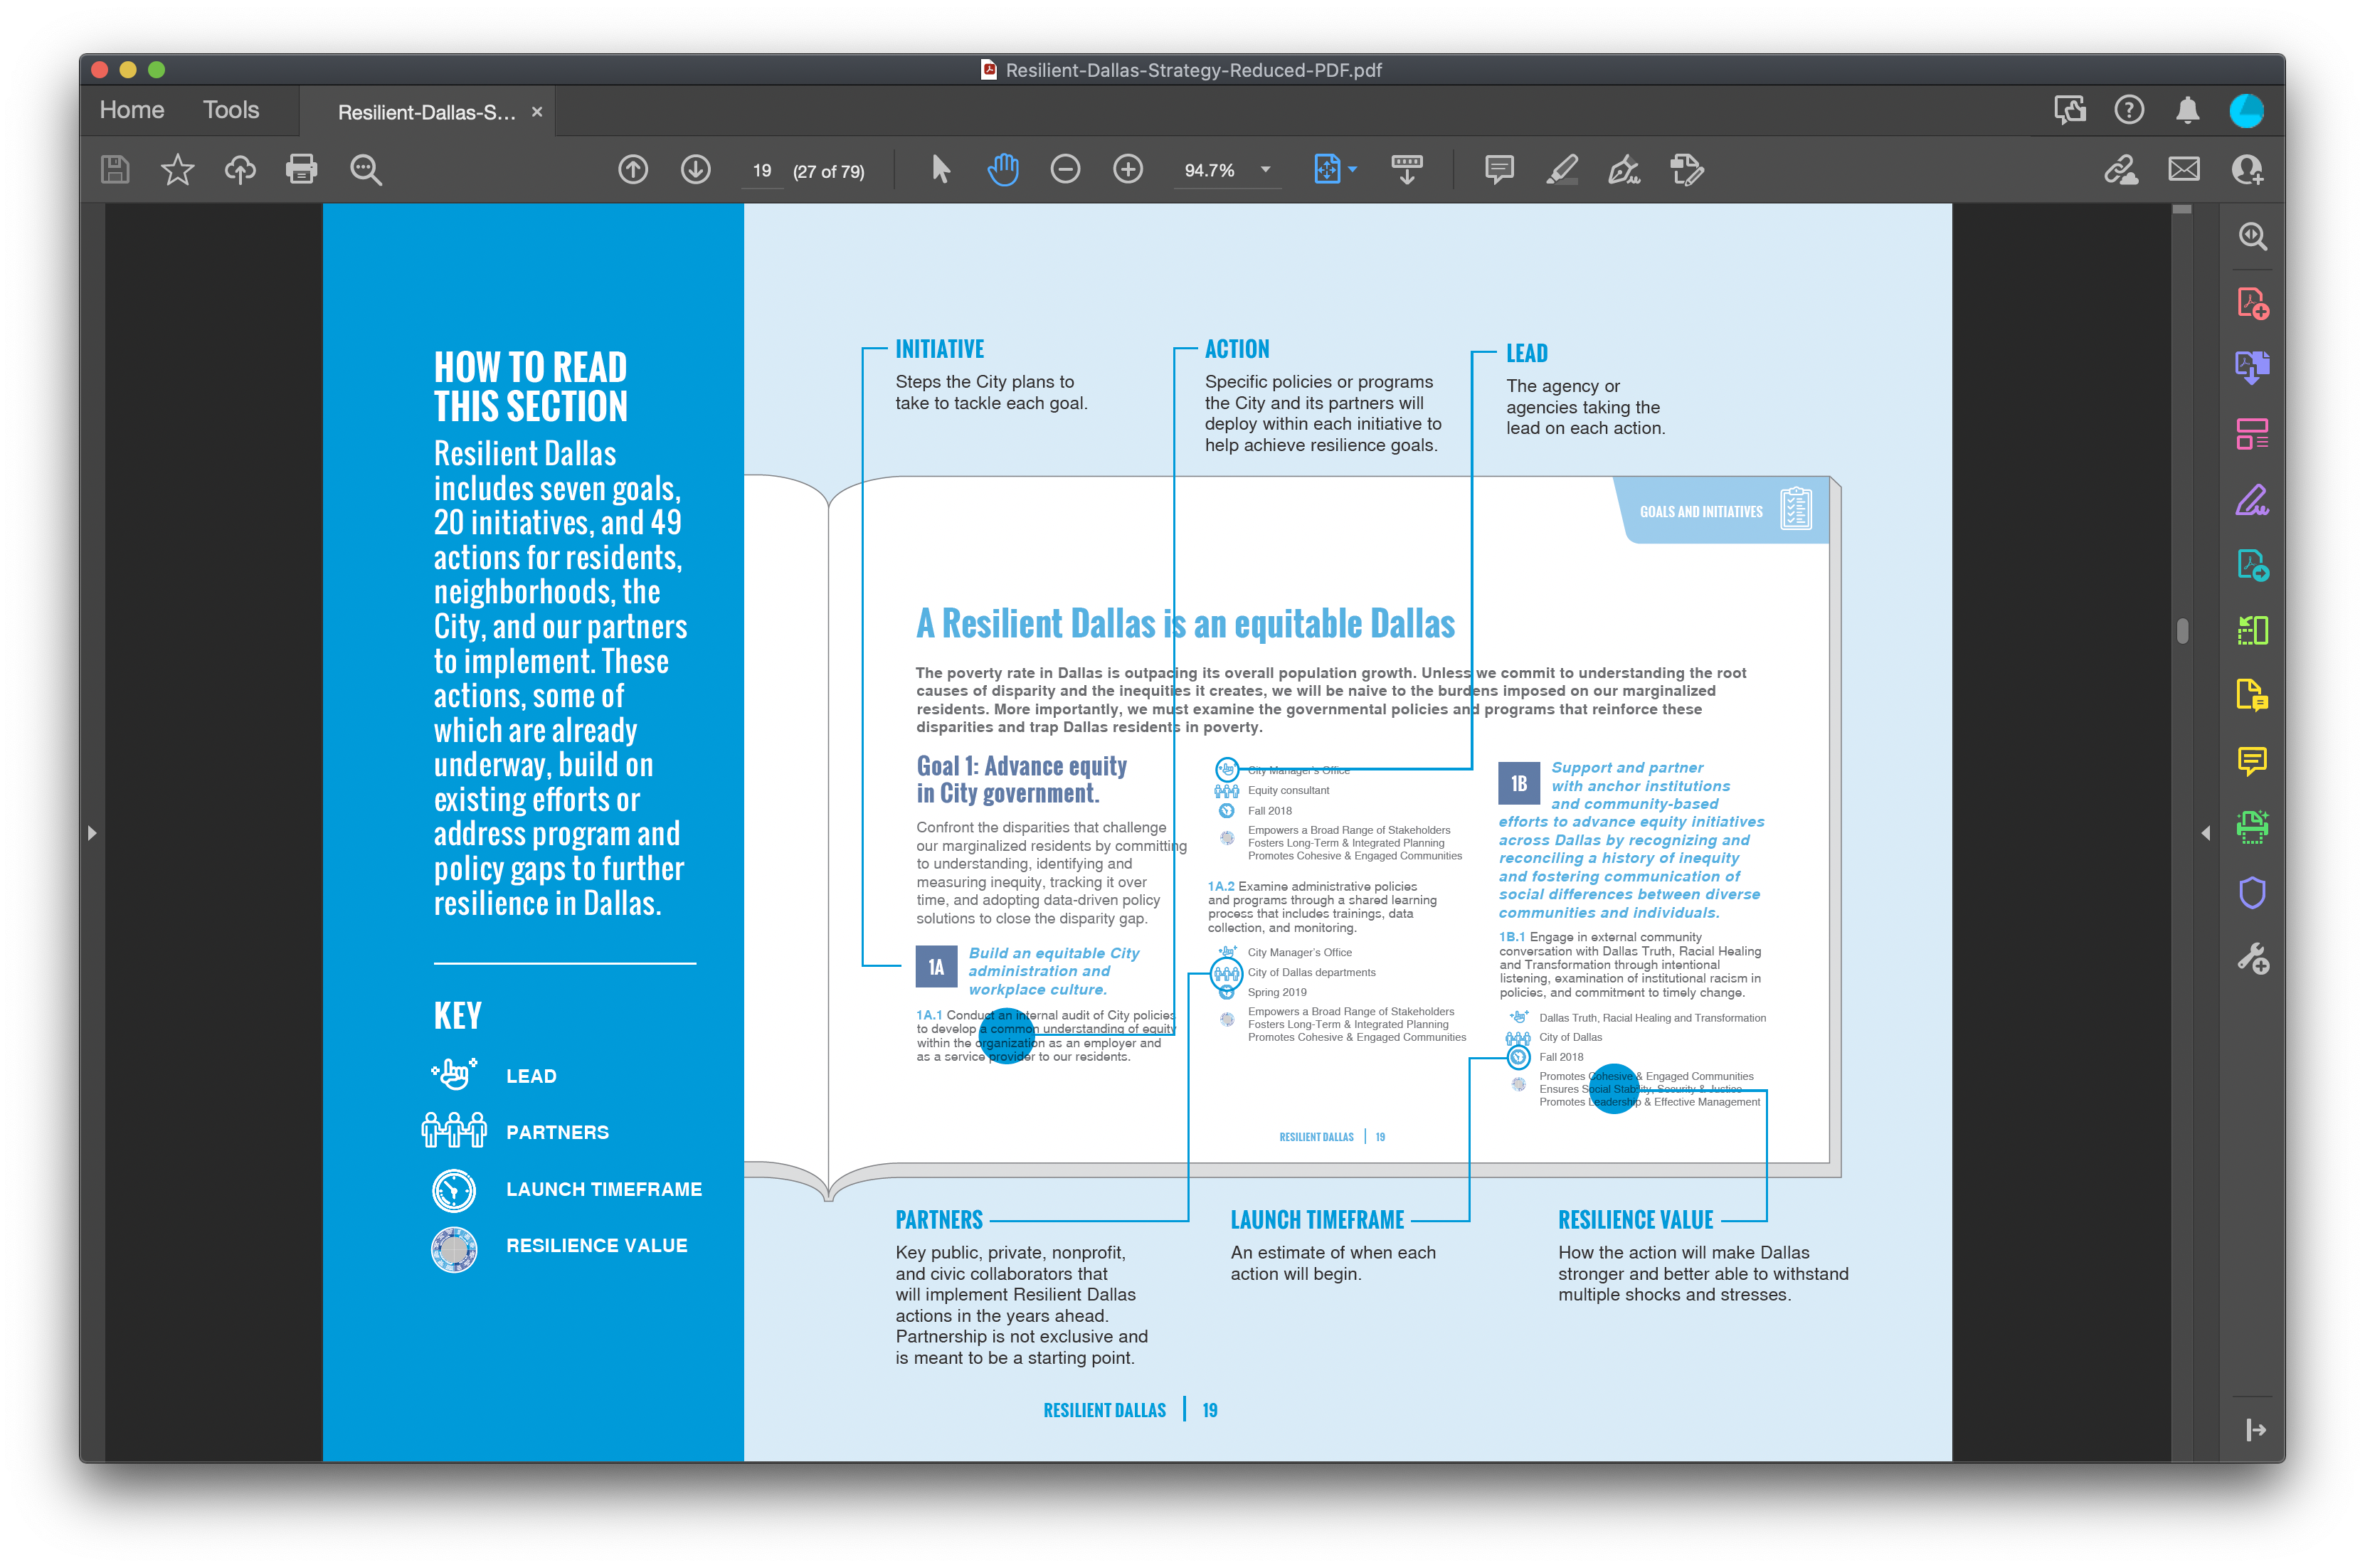 Resilient-Dallas-Strategy-Reduced-PDF.pdf
Home
Tools
Resilient-Dallas-S...
19
(27 of 79)
94.7%
HOW TO READ
THIS SECTION
Resilient Dallas
includes seven goals,
20 initiatives, and 49
actions for residents,
neighborhoods, the
City, and our partners
to implement. These
actions, some of
which are already
underway, build on
existing efforts or
address program and
policy gaps to further
resilience in Dallas.
KEY
LEAD
PARTNERS
LAUNCH TIMEFRAME
RESILIENCE VALUE
INITIATIVE
Steps the City plans to
take to tackle each goal.
ACTION
Specific policies or programs
the City and its partners will
deploy within each initiative to
help achieve resilience goals.
LEAD
The agency or
agencies taking the
lead on each action.
GOALS AND INITIATIVES
A Resilient Dallas is an equitable Dallas
The poverty rate in Dallas is outpacing its overall population growth. Unless we commit to understanding the root
causes of disparity and the inequities it creates, we will be naive to the burdens imposed on our marginalized
residents. More importantly, we must examine the governmental policies and programs that reinforce these
disparities and trap Dallas residents in poverty.
Goal 1: Advance equity
in City government.
Confront the disparities that challenge
our marginalized residents by committing
to understanding, identifying and
measuring inequity, tracking it over
time, and adopting data-driven policy
solutions to close the disparity gap.
1A
Build an equitable City
administration and
workplace culture.
1A.1 Conduct an internal audit of City policies
to develop a common understanding of equity
within the organization as an employer and
as a service provider to our residents.
City Manager's Office
Equity consultant
Fall 2018
Empowers a Broad Range of Stakeholders
Fosters Long-Term & Integrated Planning
Promotes Cohesive & Engaged Communities
1A.2 Examine administrative policies
and programs through a shared learning
process that includes trainings, data
collection, and monitoring.
City Manager's Office
City of Dallas departments
Spring 2019
Empowers a Broad Range of Stakeholders
Fosters Long-Term & Integrated Planning
Promotes Cohesive & Engaged Communities
1B
Support and partner
with anchor institutions
and community-based
efforts to advance equity initiatives
across Dallas by recognizing and
reconciling a history of inequity
and fostering communication of
social differences between diverse
communities and individuals.
1B.1 Engage in external community
conversation with Dallas Truth, Racial Healing
and Transformation through intentional
listening, examination of institutional racism in
policies, and commitment to timely change.
Dallas Truth, Racial Healing and Transformation
City of Dallas
Fall 2018
Promotes Cohesive & Engaged Communities
Ensures Social Stability, Security & Justice
Promotes Leadership & Effective Management
RESILIENT DALLAS | 19
PARTNERS
Key public, private, nonprofit,
and civic collaborators that
will implement Resilient Dallas
actions in the years ahead.
Partnership is not exclusive and
is meant to be a starting point.
LAUNCH TIMEFRAME
An estimate of when each
action will begin.
RESILIENCE VALUE
How the action will make Dallas
stronger and better able to withstand
multiple shocks and stresses.
RESILIENT DALLAS | 19